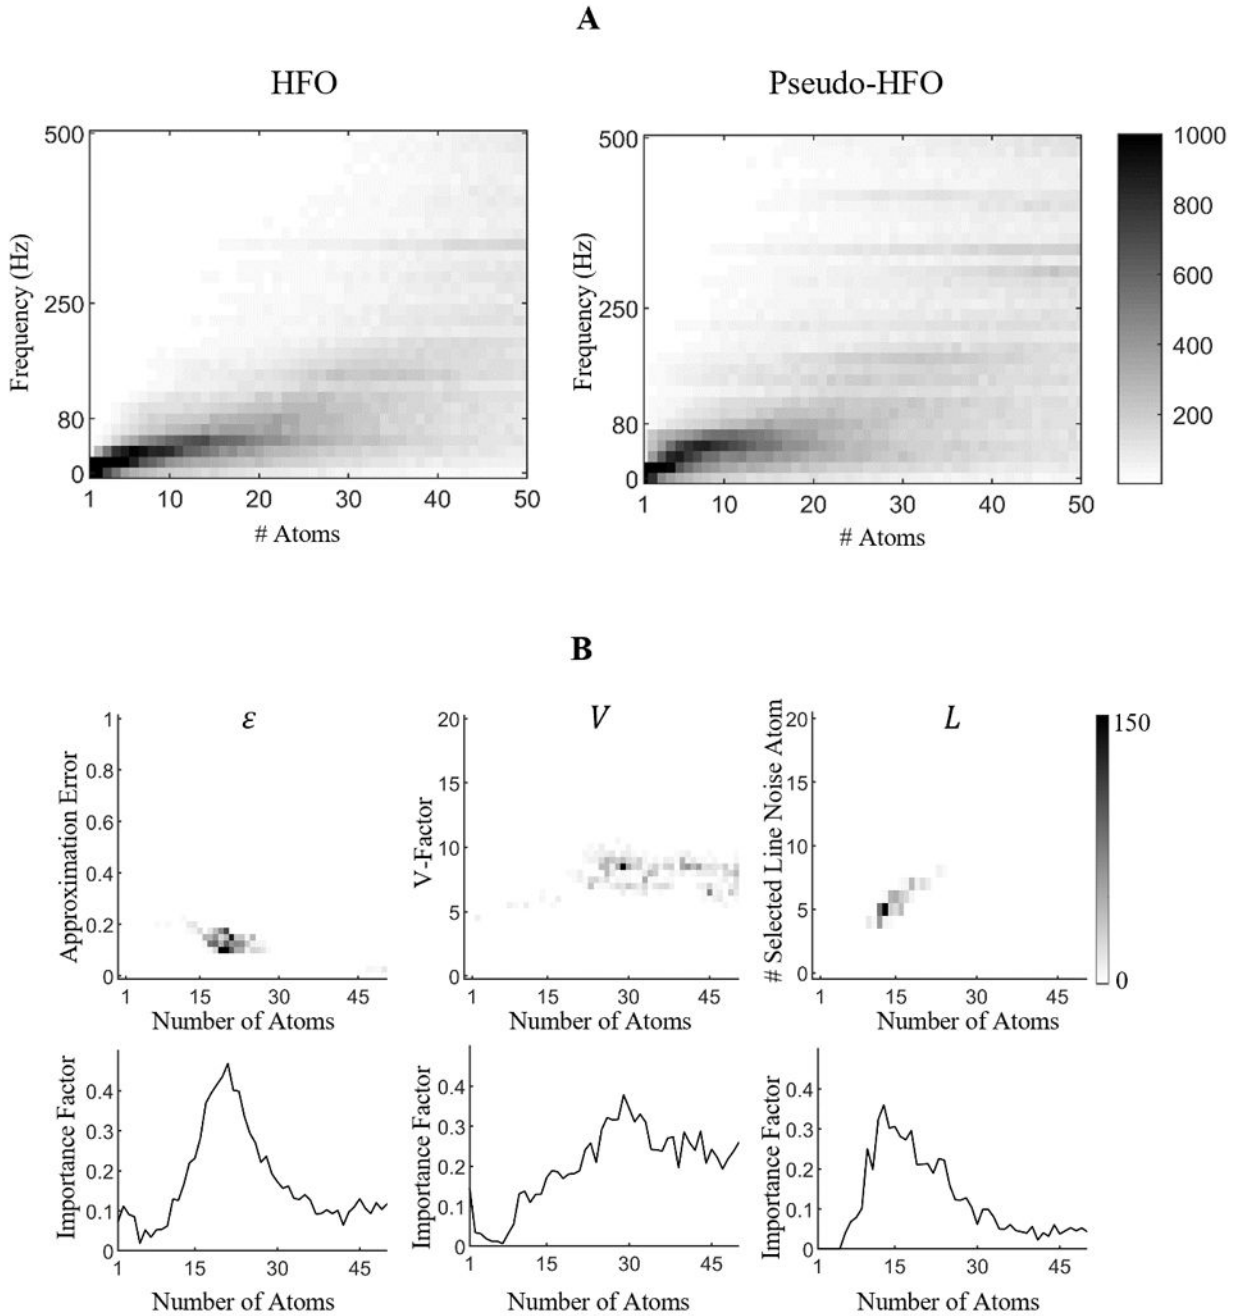 A
HFO
Pseudo-HFO
500
250
80
0
Frequency (Hz)
1 10 20 30 40 50
# Atoms
500
250
80
0
Frequency (Hz)
1 10 20 30 40 50
# Atoms
1000
800
600
400
200
B
ε
1
0.8
0.6
0.4
0.2
0
Approximation Error
1 15 30 45
Number of Atoms
V
20
15
10
5
0
V-Factor
1 15 30 45
Number of Atoms
L
20
15
10
5
0
# Selected Line Noise Atom
1 15 30 45
Number of Atoms
150
0
0.4
0.3
0.2
0.1
0
Importance Factor
1 15 30 45
Number of Atoms
0.4
0.3
0.2
0.1
0
Importance Factor
1 15 30 45
Number of Atoms
0.4
0.3
0.2
0.1
0
Importance Factor
1 15 30 45
Number of Atoms